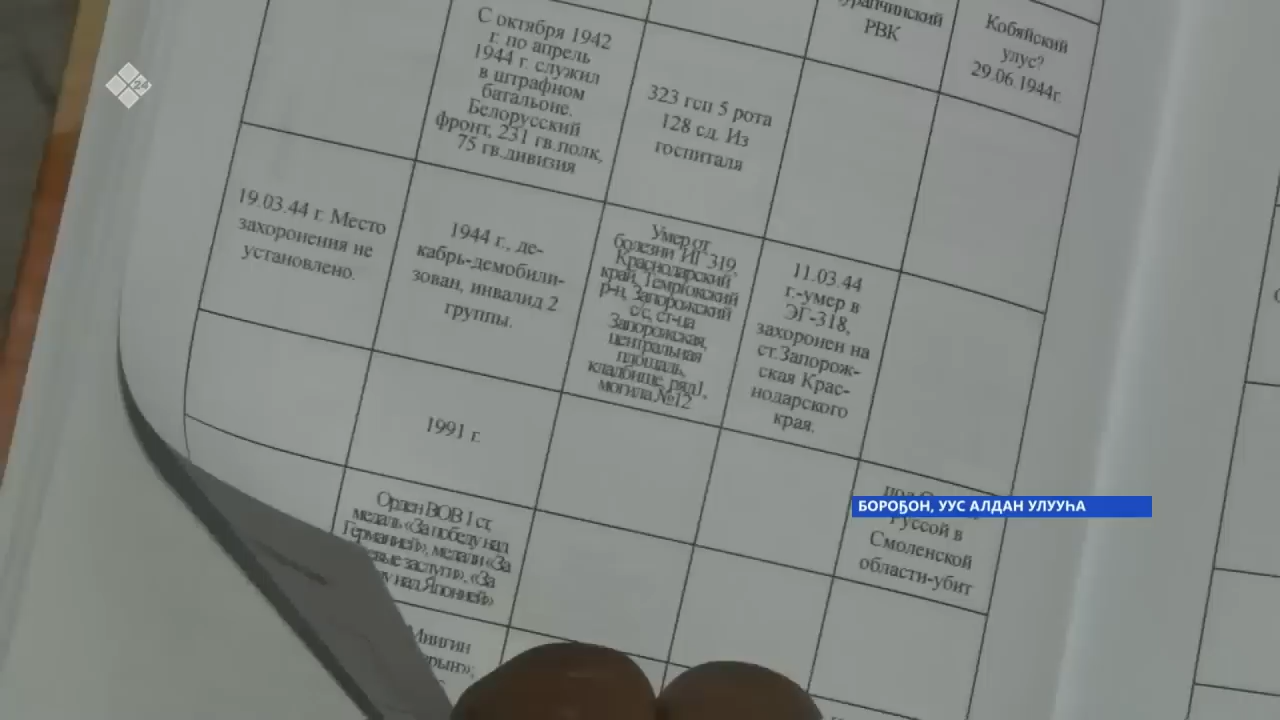 24
С октября 1942
г. по апрель
1944 г. служил
в штрафном
батальоне.
Белорусский
фронт, 231 гв.полк,
75 гв.дивизия
323 гсп 5 рота
128 сд. Из
госпиталя
РВК
Кобяйский
улус?
29.06.1944г.
19.03.44 г. Место
захоронения не
установлено.
1944 г., де-
кабрь-демобили-
зован, инвалид 2
группы.
Умер от
болезни ИГ 319,
Краснодарский
край, Темрюкский
р-н, Запорожский
с/с, ст-ца
Запорожская,
центральная
площадь,
кладбище, ряд1,
могила №12
11.03.44
г.-умер в
ЭГ-318,
захоронен на
ст.Запорож-
ская Крас-
нодарского
края.
1991 г.
Руссой в
Смоленской
области-убит
Орден ВОВ 1 ст,
медаль «За победу над
Германией», медали «За
заслуги», «За
над Японией»
Миигин
БОРОҔОН, УУС АЛДАН УЛУУҺА